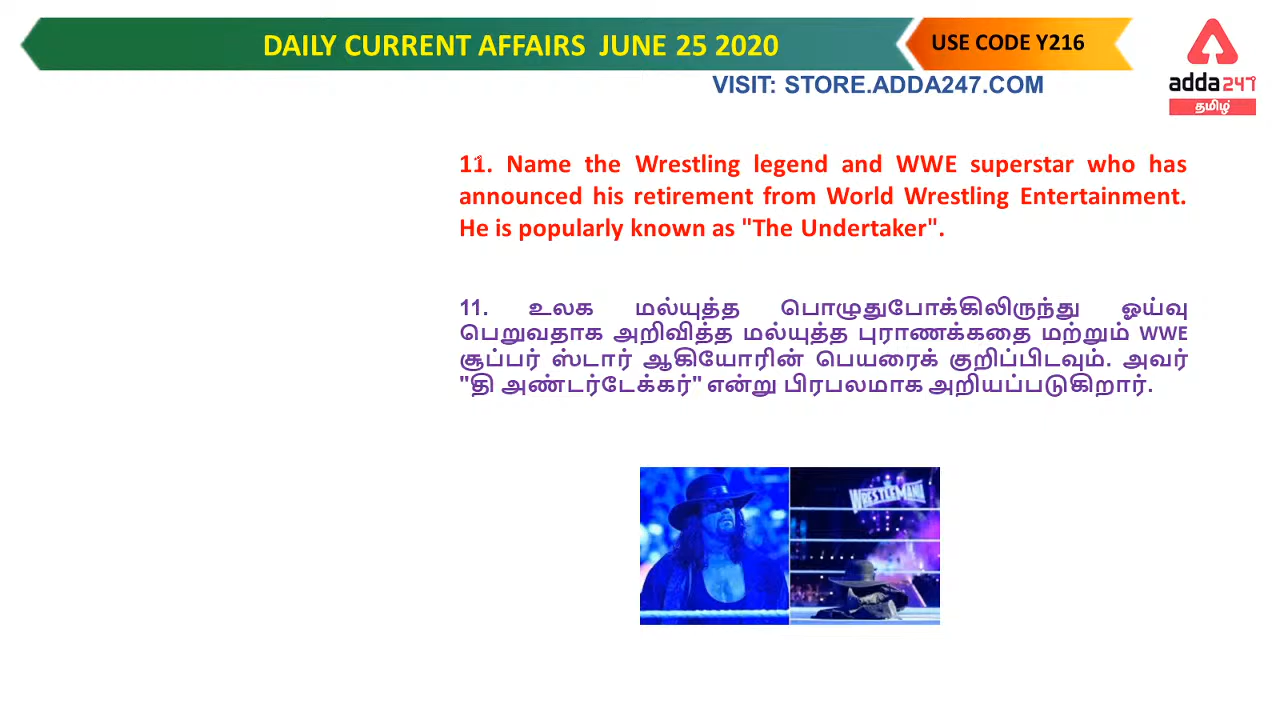 DAILY CURRENT AFFAIRS JUNE 25 2020
USE CODE Y216
VISIT: STORE.ADDA247.COM
adda247
தமிழ்
11. Name the Wrestling legend and WWE superstar who has
announced his retirement from World Wrestling Entertainment.
He is popularly known as "The Undertaker".
11. உலக மல்யுத்த பொழுதுபோக்கிலிருந்து ஓய்வு
பெறுவதாக அறிவித்த மல்யுத்த புராணக்கதை மற்றும் WWE
சூப்பர் ஸ்டார் ஆகியோரின் பெயரைக் குறிப்பிடவும். அவர்
"தி அண்டர்டேக்கர்" என்று பிரபலமாக அறியப்படுகிறார்.
WRESTLEMANIA